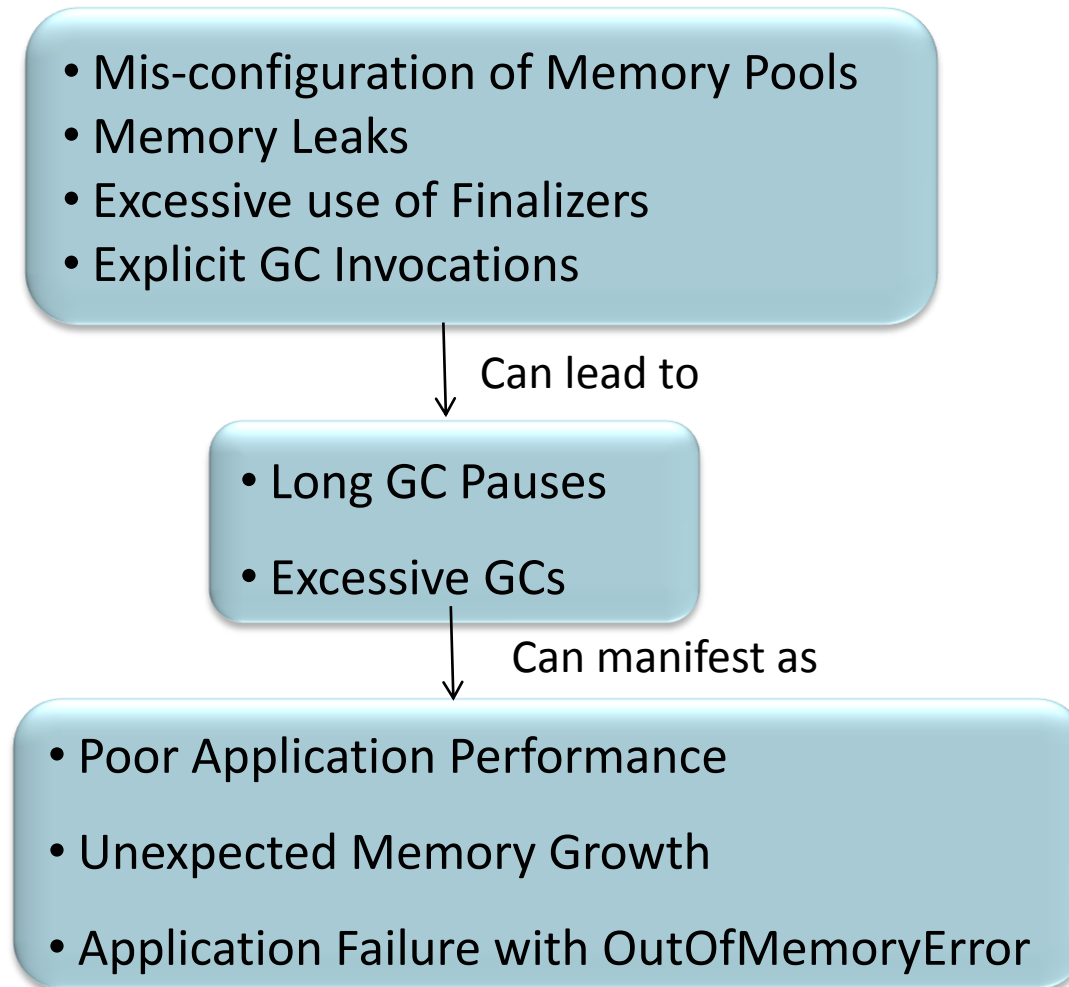 • Mis-configuration of Memory Pools
• Memory Leaks
• Excessive use of Finalizers
• Explicit GC Invocations
Can lead to
• Long GC Pauses
• Excessive GCs
Can manifest as
• Poor Application Performance
• Unexpected Memory Growth
• Application Failure with OutOfMemoryError